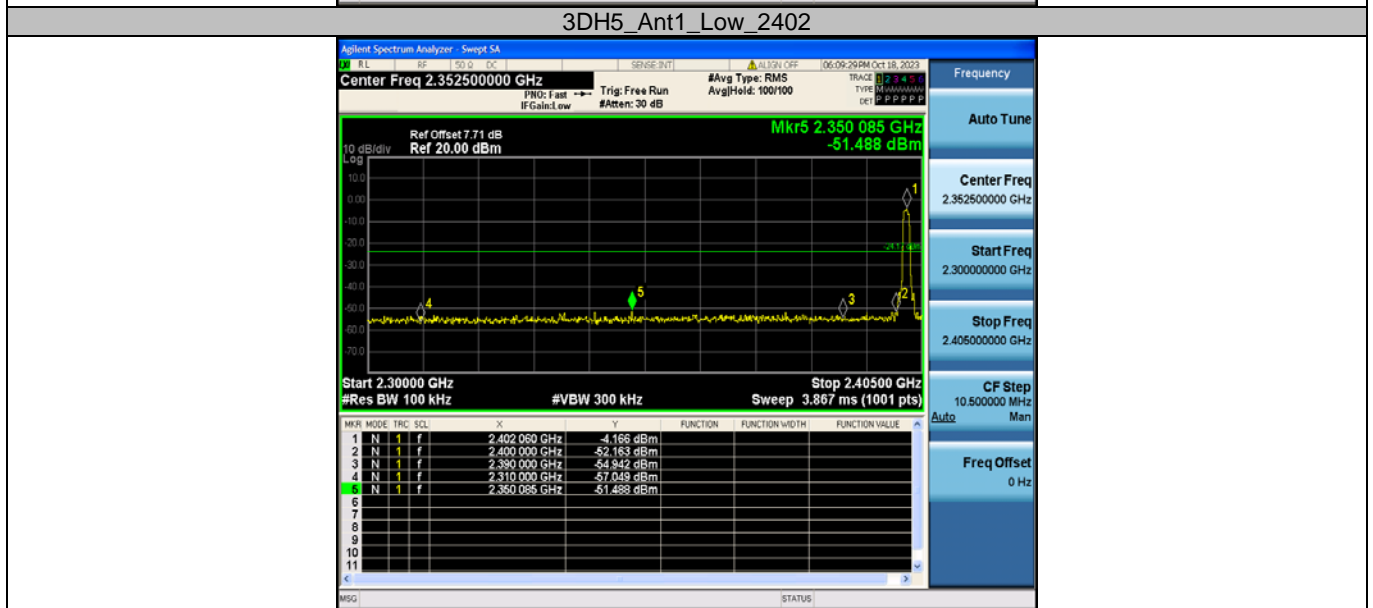 3DH5_Ant1_Low_2402
Agilent Spectrum Analyzer - Swept SA
RL RF 50 Ω DC SENSE:INT ALIGN OFF 06:09:29 PM Oct 18, 2023
Center Freq 2.352500000 GHz
PNO: Fast
IFGain:Low
Trig: Free Run
#Atten: 30 dB
#Avg Type: RMS
Avg|Hold: 100/100
TRACE 1 2 3 4 5 6
TYPE
DET P P P P P P
Mkr5 2.350 085 GHz
-51.488 dBm
Ref Offset 7.71 dB
Ref 20.00 dBm
10 dB/div
Log
10.0
0.00
-10.0
-20.0
-30.0
-40.0
-50.0
-60.0
-70.0
1
2
3
4
5
Start 2.30000 GHz
Stop 2.40500 GHz
#Res BW 100 kHz
#VBW 300 kHz
Sweep 3.867 ms (1001 pts)
MKR MODE TRC SCL X Y FUNCTION FUNCTION WIDTH FUNCTION VALUE
1 N 1 f 2.402 060 GHz -4.166 dBm
2 N 1 f 2.400 000 GHz -52.163 dBm
3 N 1 f 2.390 000 GHz -54.942 dBm
4 N 1 f 2.310 000 GHz -57.049 dBm
5 N 1 f 2.350 085 GHz -51.488 dBm
6
7
8
9
10
11
MSG
STATUS
Frequency
Auto Tune
Center Freq
2.352500000 GHz
Start Freq
2.300000000 GHz
Stop Freq
2.405000000 GHz
CF Step
10.500000 MHz
Auto Man
Freq Offset
0 Hz